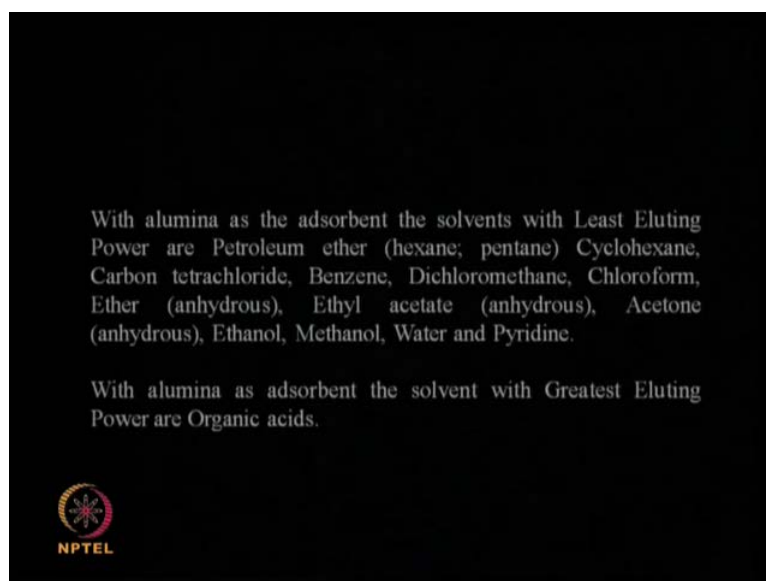 With alumina as the adsorbent the solvents with Least Eluting
Power are Petroleum ether (hexane; pentane) Cyclohexane,
Carbon tetrachloride, Benzene, Dichloromethane, Chloroform,
Ether (anhydrous), Ethyl acetate (anhydrous), Acetone
(anhydrous), Ethanol, Methanol, Water and Pyridine.
With alumina as adsorbent the solvent with Greatest Eluting
Power are Organic acids.
NPTEL